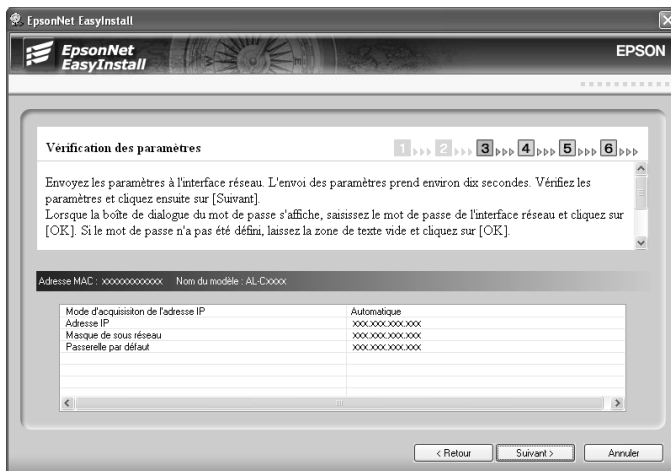 EpsonNet EasyInstall
EpsonNet
EasyInstall
EPSON
Vérification des paramètres
1 2 3 4 5 6
Envoyez les paramètres à l'interface réseau. L'envoi des paramètres prend environ dix secondes. Vérifiez les
paramètres et cliquez ensuite sur [Suivant].
Lorsque la boîte de dialogue du mot de passe s'affiche, saisissez le mot de passe de l'interface réseau et cliquez sur
[OK]. Si le mot de passe n'a pas été défini, laissez la zone de texte vide et cliquez sur [OK].
Adresse MAC : xxxxxxxxxxxx Nom du modèle : AL-Cxxxx
Mode d'acquisiton de l'adresse IP Automatique
Adresse IP xxx.xxx.xxx.xxx
Masque de sous réseau xxx.xxx.xxx.xxx
Passerelle par défaut xxx.xxx.xxx.xxx
< Retour Suivant > Annuler